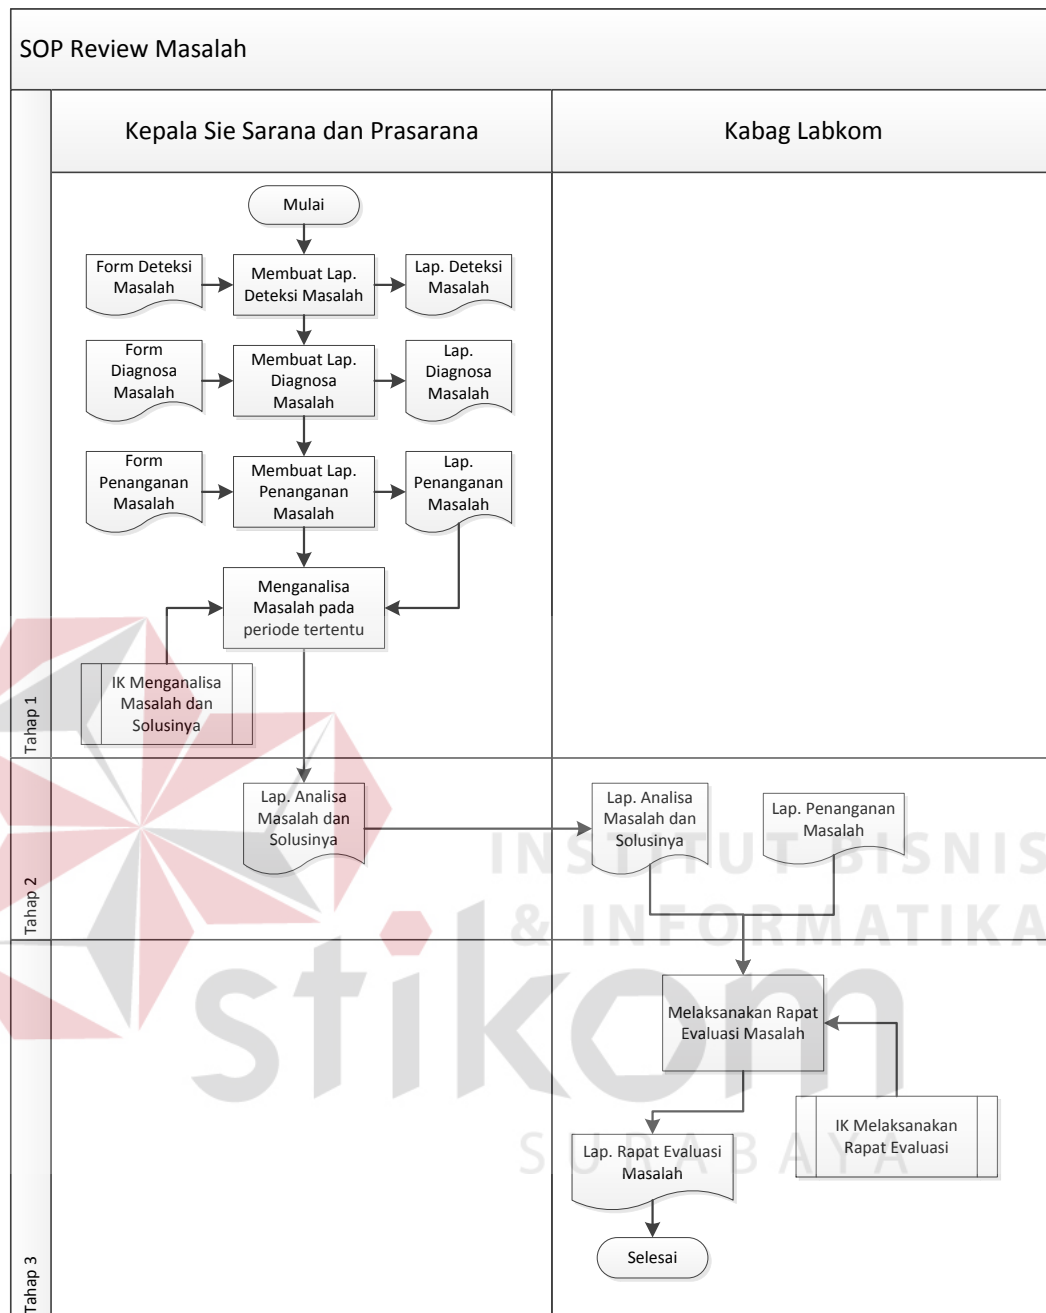 SOP Review Masalah
Kepala Sie Sarana dan Prasarana
Kabag Labkom
Mulai
Form Deteksi
Masalah
Membuat Lap.
Deteksi Masalah
Lap. Deteksi
Masalah
Form
Diagnosa
Masalah
Membuat Lap.
Diagnosa
Masalah
Lap.
Diagnosa
Masalah
Form
Penanganan
Masalah
Membuat Lap.
Penanganan
Masalah
Lap.
Penanganan
Masalah
Menganalisa
Masalah pada
periode tertentu
IK Menganalisa
Masalah dan
Solusinya
Tahap 1
Lap. Analisa
Masalah dan
Solusinya
Lap. Analisa
Masalah dan
Solusinya
Lap. Penanganan
Masalah
Tahap 2
INSTITUT BISNIS
& INFORMATIKA
stikom
SURABAYA
Melaksanakan Rapat
Evaluasi Masalah
IK Melaksanakan
Rapat Evaluasi
Lap. Rapat Evaluasi
Masalah
Selesai
Tahap 3